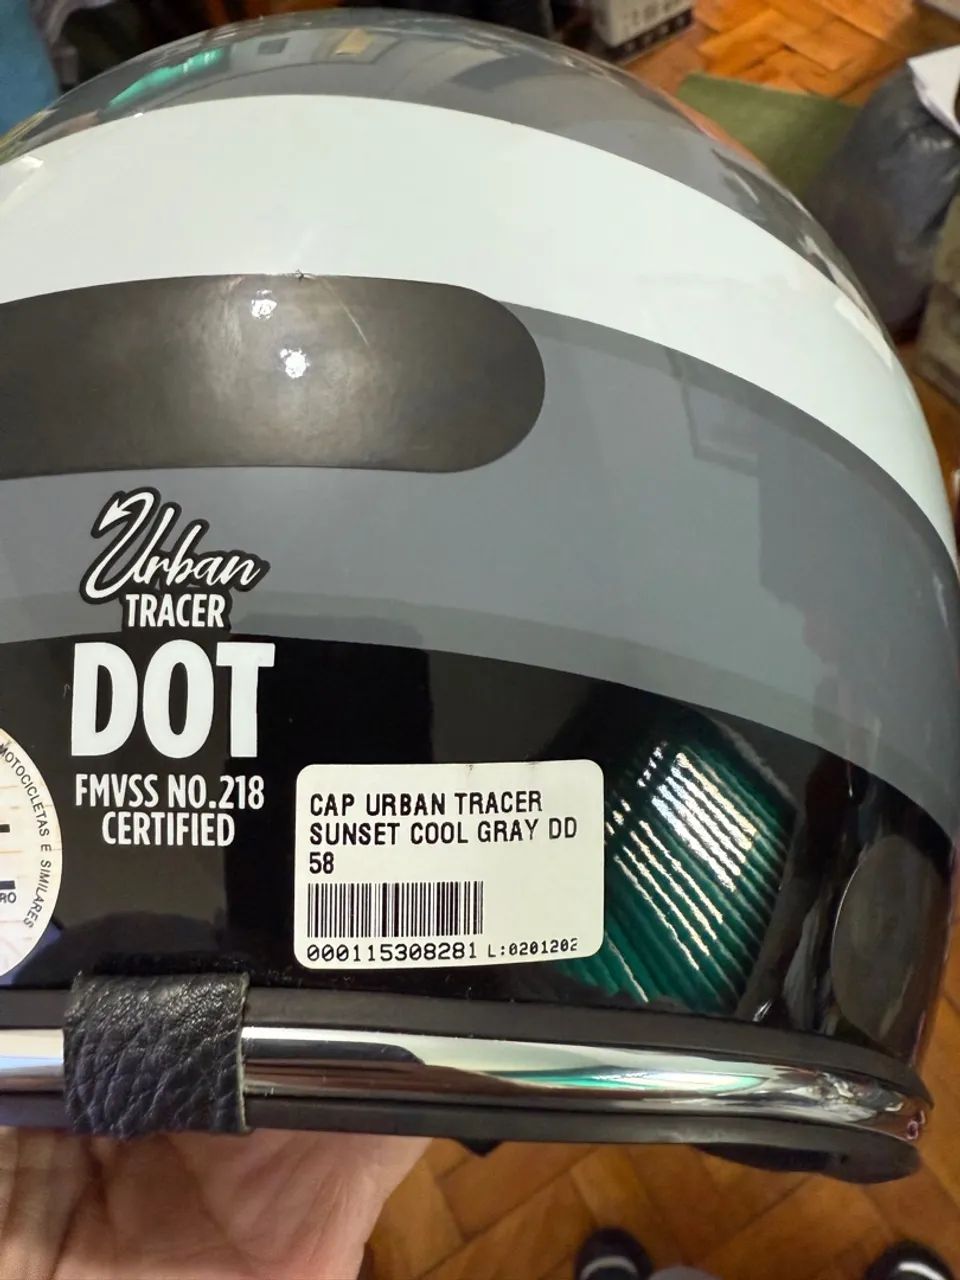 Urban
TRACER
DOT
FMVSS NO.218
CERTIFIED
MOTOCICLETAS E SIMILARES
CAP URBAN TRACER
SUNSET COOL GRAY DD
58
000115308281 L:0201202